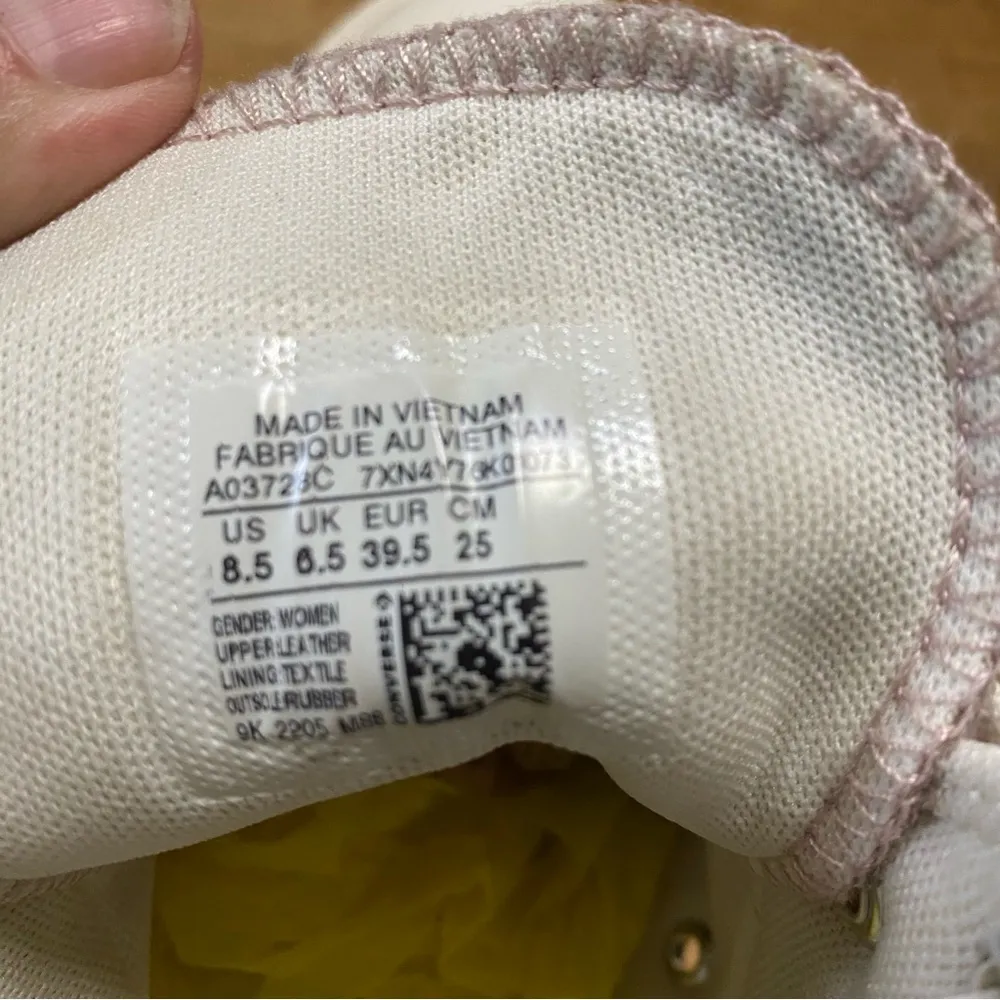 MADE IN VIETNAM
FABRIQUE AU VIETNAM
US UK EUR CM
8.5 6.5 39.5 25
GENDER: WOMEN
UPPER:LEATHER
LINING:TEXTILE
OUTSOLE:RUBBER
9K 2205
CONVERSE